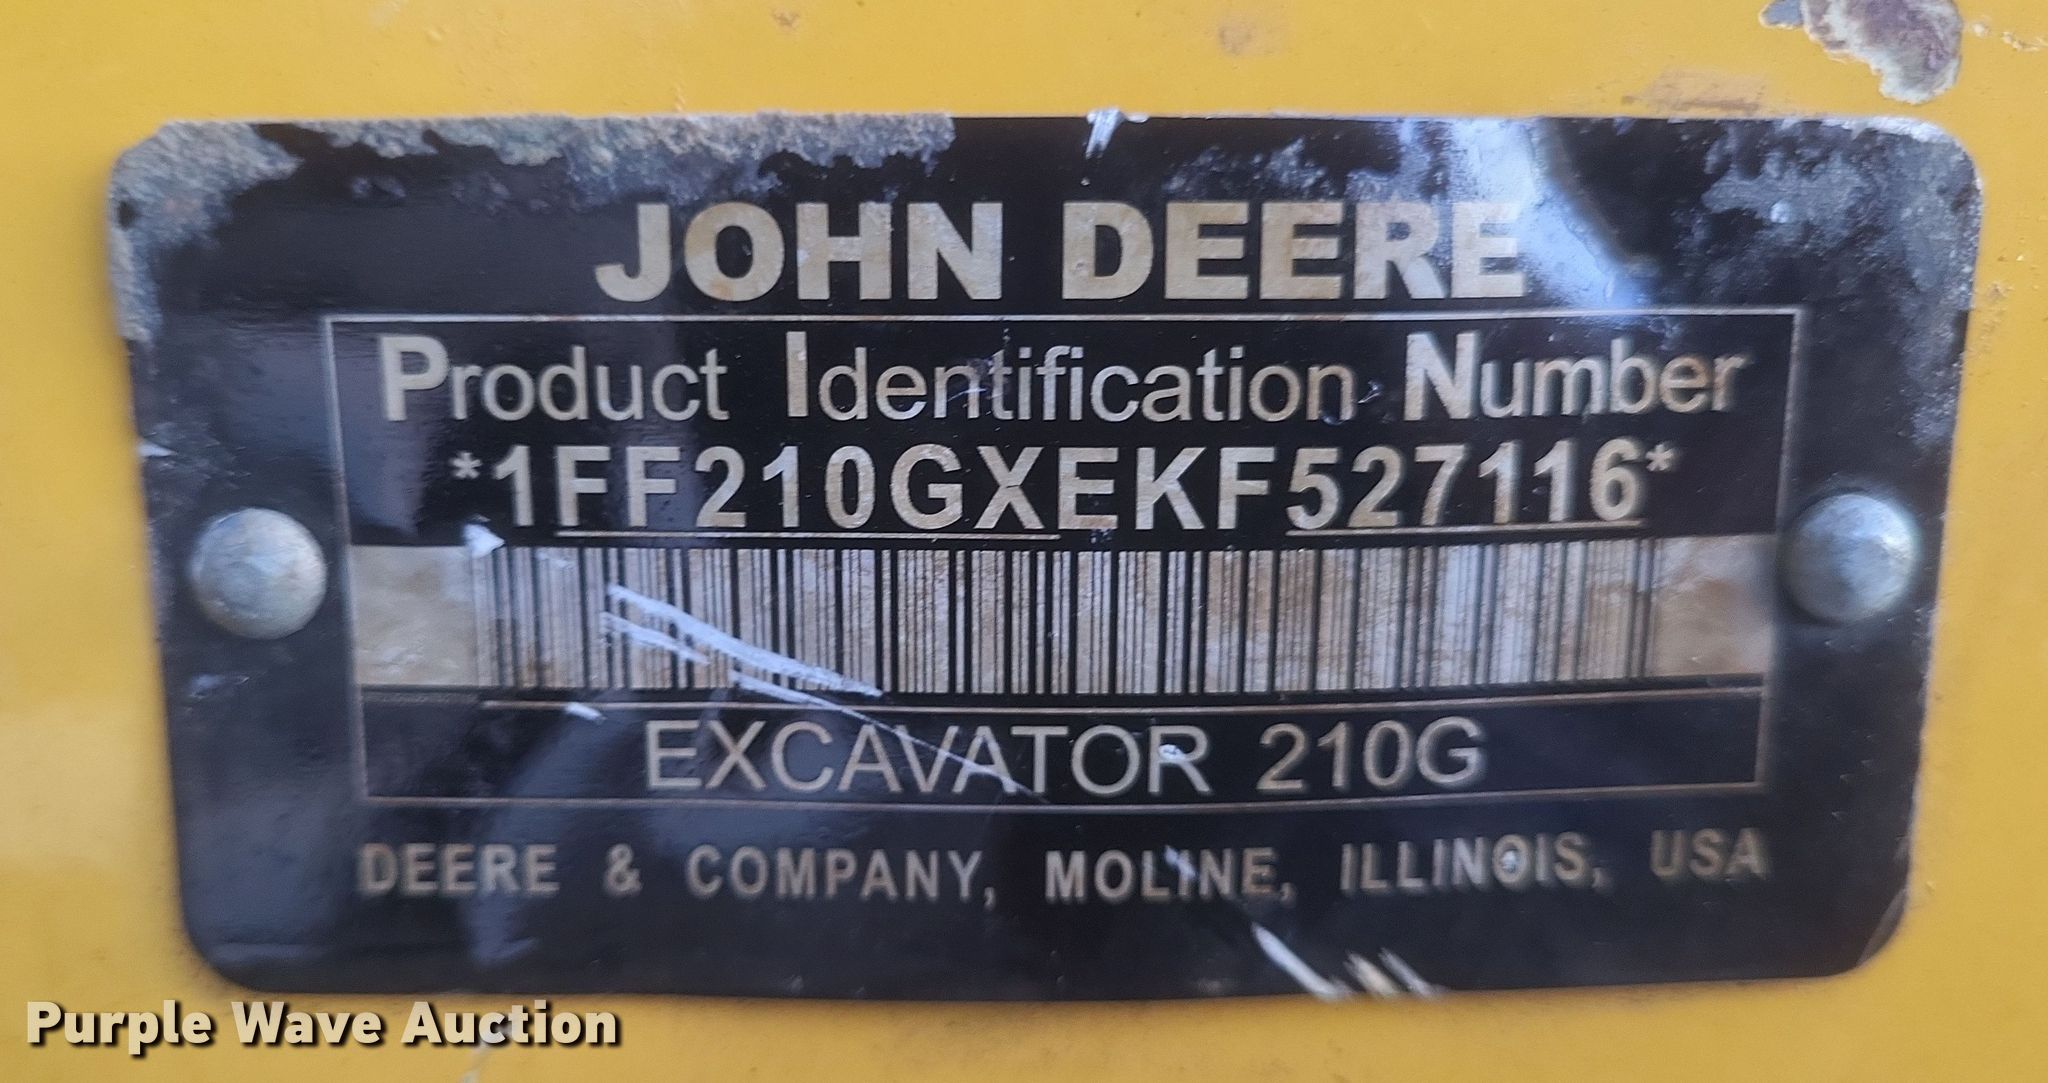 JOHN DEERE
Product Identification Number
*1FF210GXEKF527116*
EXCAVATOR 210G
DEERE & COMPANY, MOLINE, ILLINOIS, USA
Purple Wave Auction